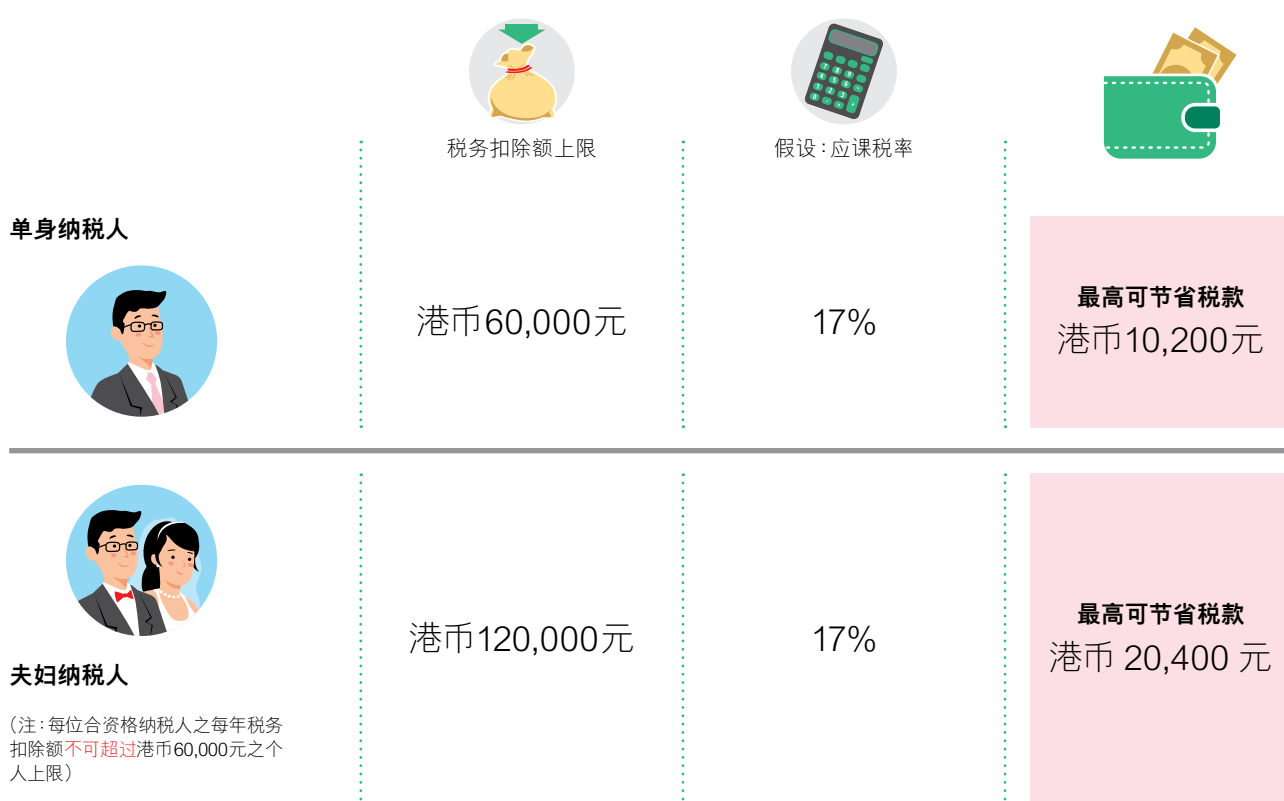 税务扣除额上限
假设：应课税率
单身纳税人
港币60,000元
17%
最高可节省税款
港币10,200元
夫妇纳税人
（注：每位合资格纳税人之每年税务
扣除额不可超过港币60,000元之个
人上限）
港币120,000元
17%
最高可节省税款
港币 20,400 元